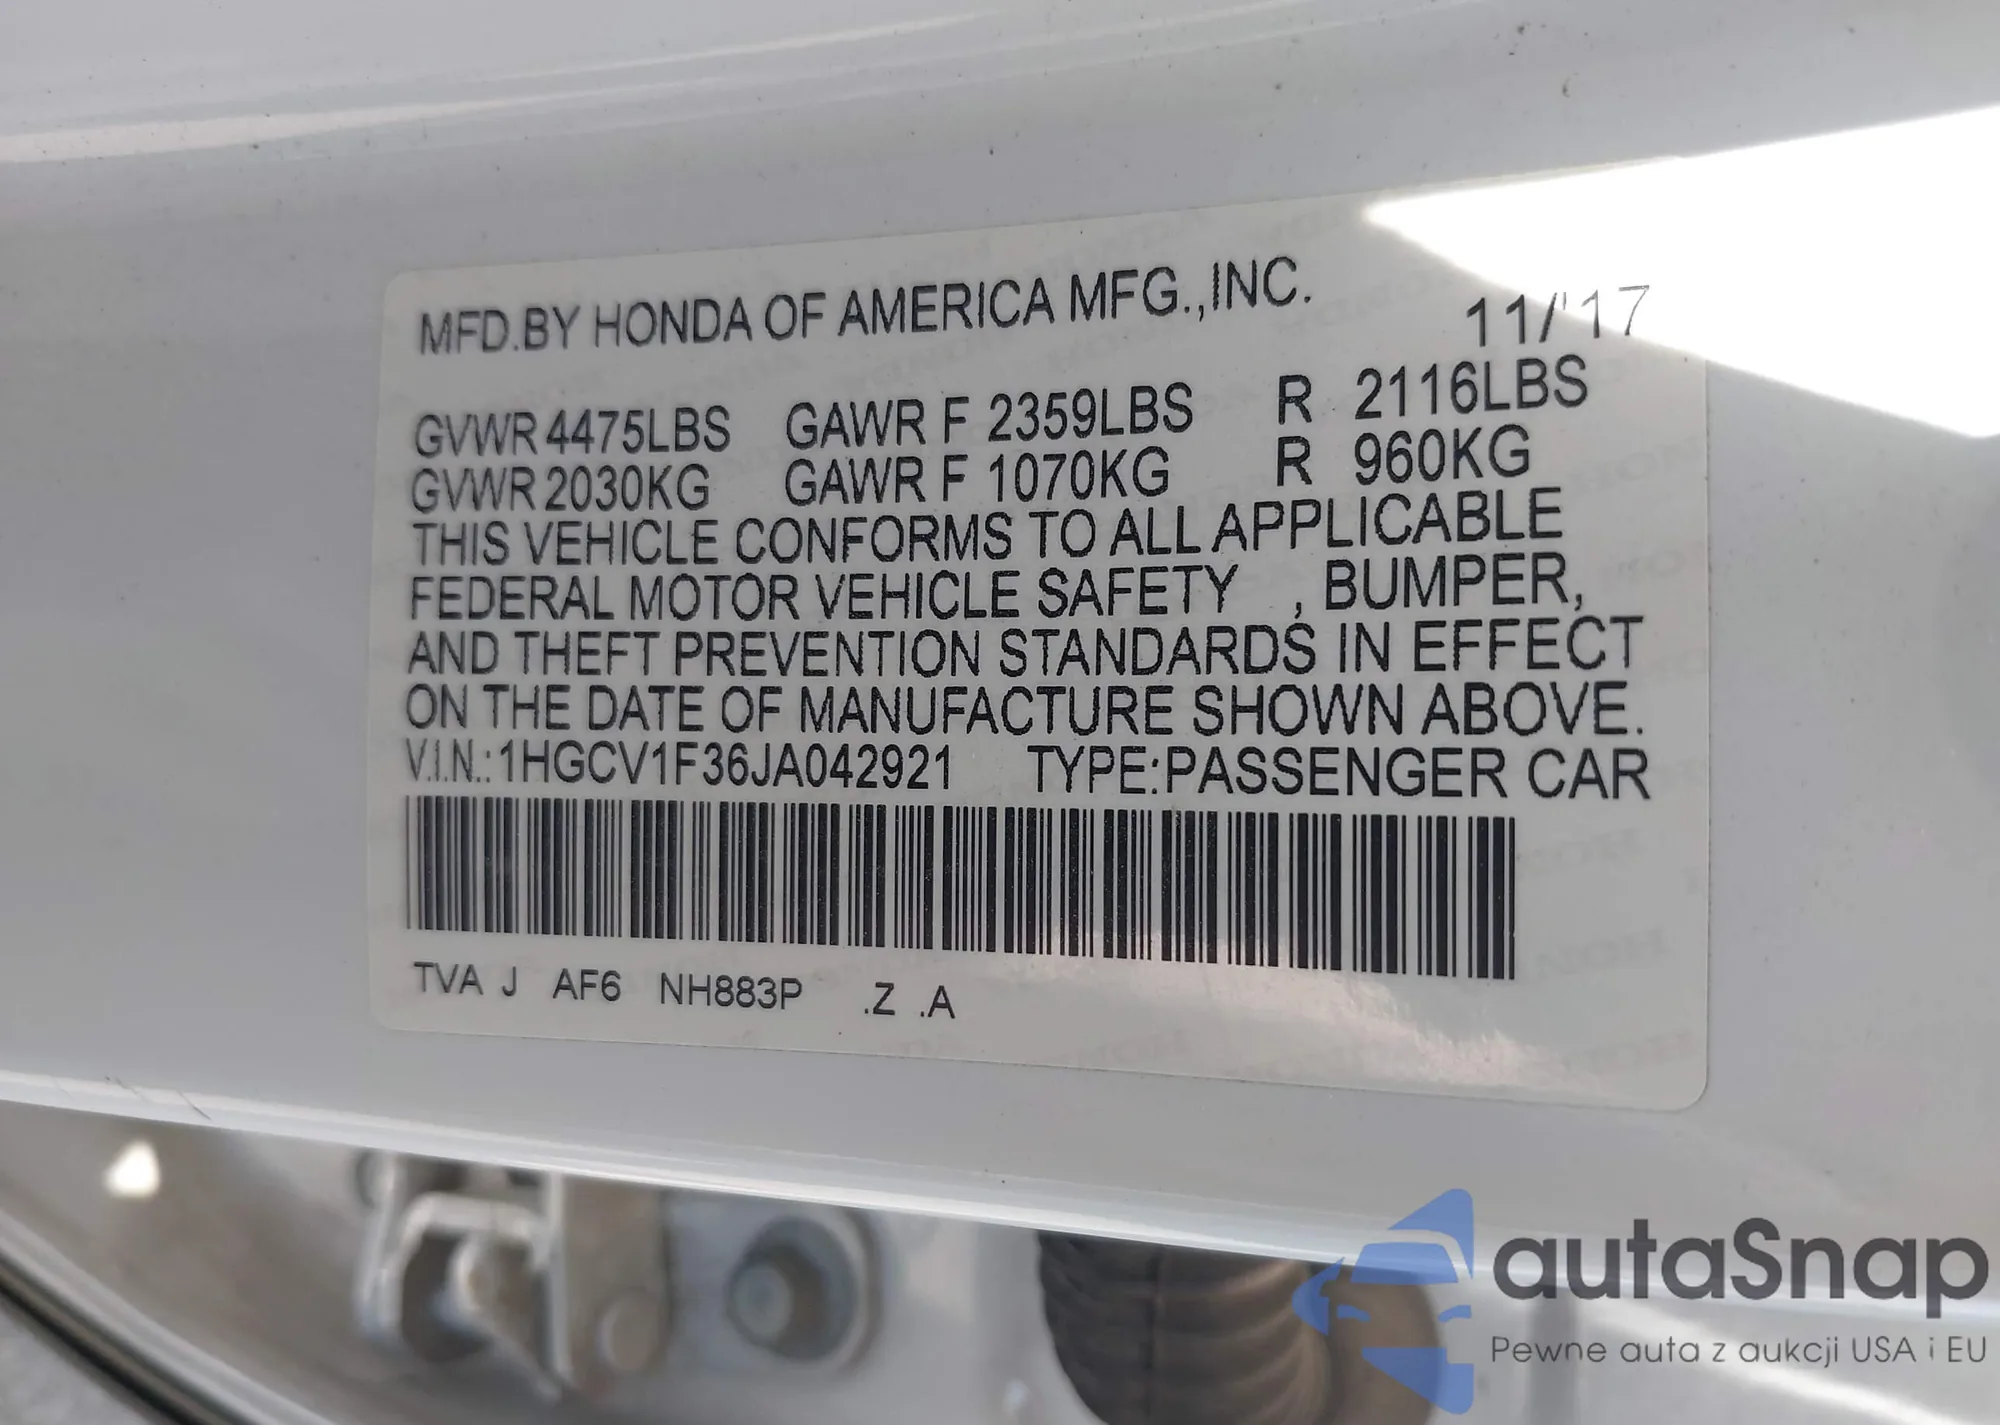 MFD.BY HONDA OF AMERICA MFG.,INC. 11/'17
GVWR 4475LBS GAWR F 2359LBS R 2116LBS
GVWR 2030KG GAWR F 1070KG R 960KG
THIS VEHICLE CONFORMS TO ALL APPLICABLE
FEDERAL MOTOR VEHICLE SAFETY , BUMPER,
AND THEFT PREVENTION STANDARDS IN EFFECT
ON THE DATE OF MANUFACTURE SHOWN ABOVE.
V.I.N.:1HGCV1F36JA042921 TYPE:PASSENGER CAR
TVA J AF6 NH883P .Z .A
autaSnap
Pewne auta z aukcji USA i EU